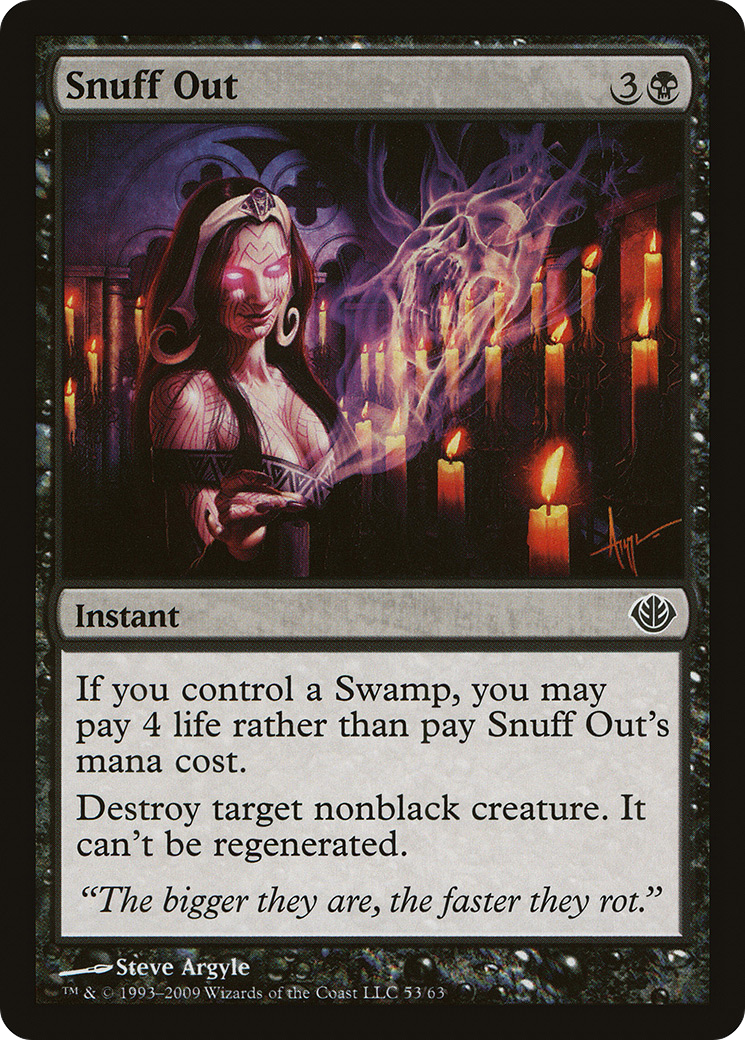 Snuff Out 3
Instant
If you control a Swamp, you may
pay 4 life rather than pay Snuff Out's
mana cost.
Destroy target nonblack creature. It
can't be regenerated.
“The bigger they are, the faster they rot.”
Argyle
Steve Argyle
™ & © 1993–2009 Wizards of the Coast LLC 53/63